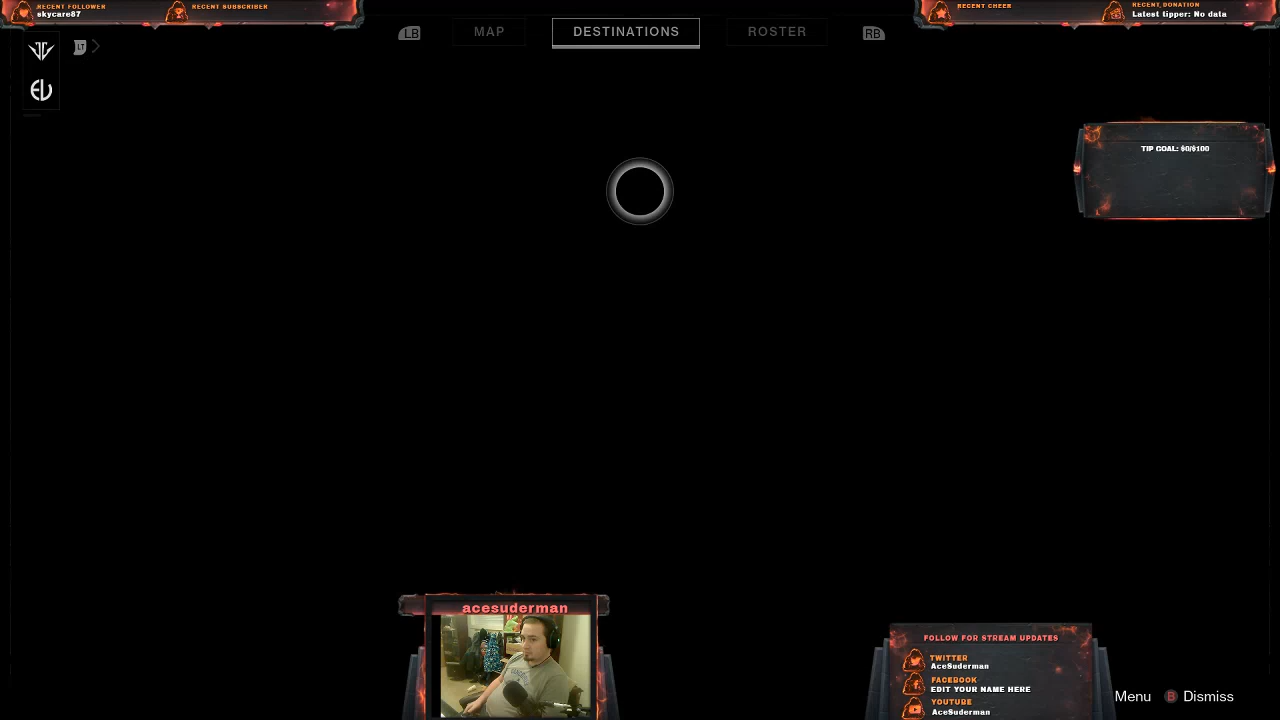 RECENT FOLLOWER
skycare87
RECENT SUBSCRIBER
RECENT CHEER
RECENT DONATION
Latest tipper: No data
LB
MAP
DESTINATIONS
ROSTER
RB
LT
TIP GOAL: $0/$100
acesuderman
FOLLOW FOR STREAM UPDATES
TWITTER
AceSuderman
FACEBOOK
EDIT YOUR NAME HERE
YOUTUBE
AceSuderman
Menu
B Dismiss